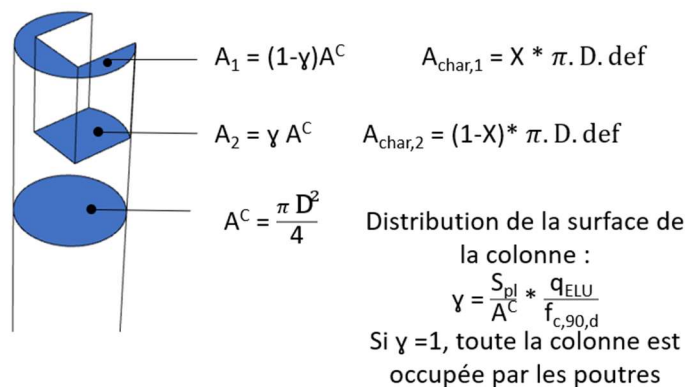 A₁ = (1-γ)Aᶜ
A_char,1 = X * π. D. def
A₂ = γ Aᶜ
A_char,2 = (1-X)* π. D. def
Aᶜ = π D² / 4
Distribution de la surface de
la colonne :
γ = S_pl / Aᶜ * q_ELU / f_c,90,d
Si γ =1, toute la colonne est
occupée par les poutres